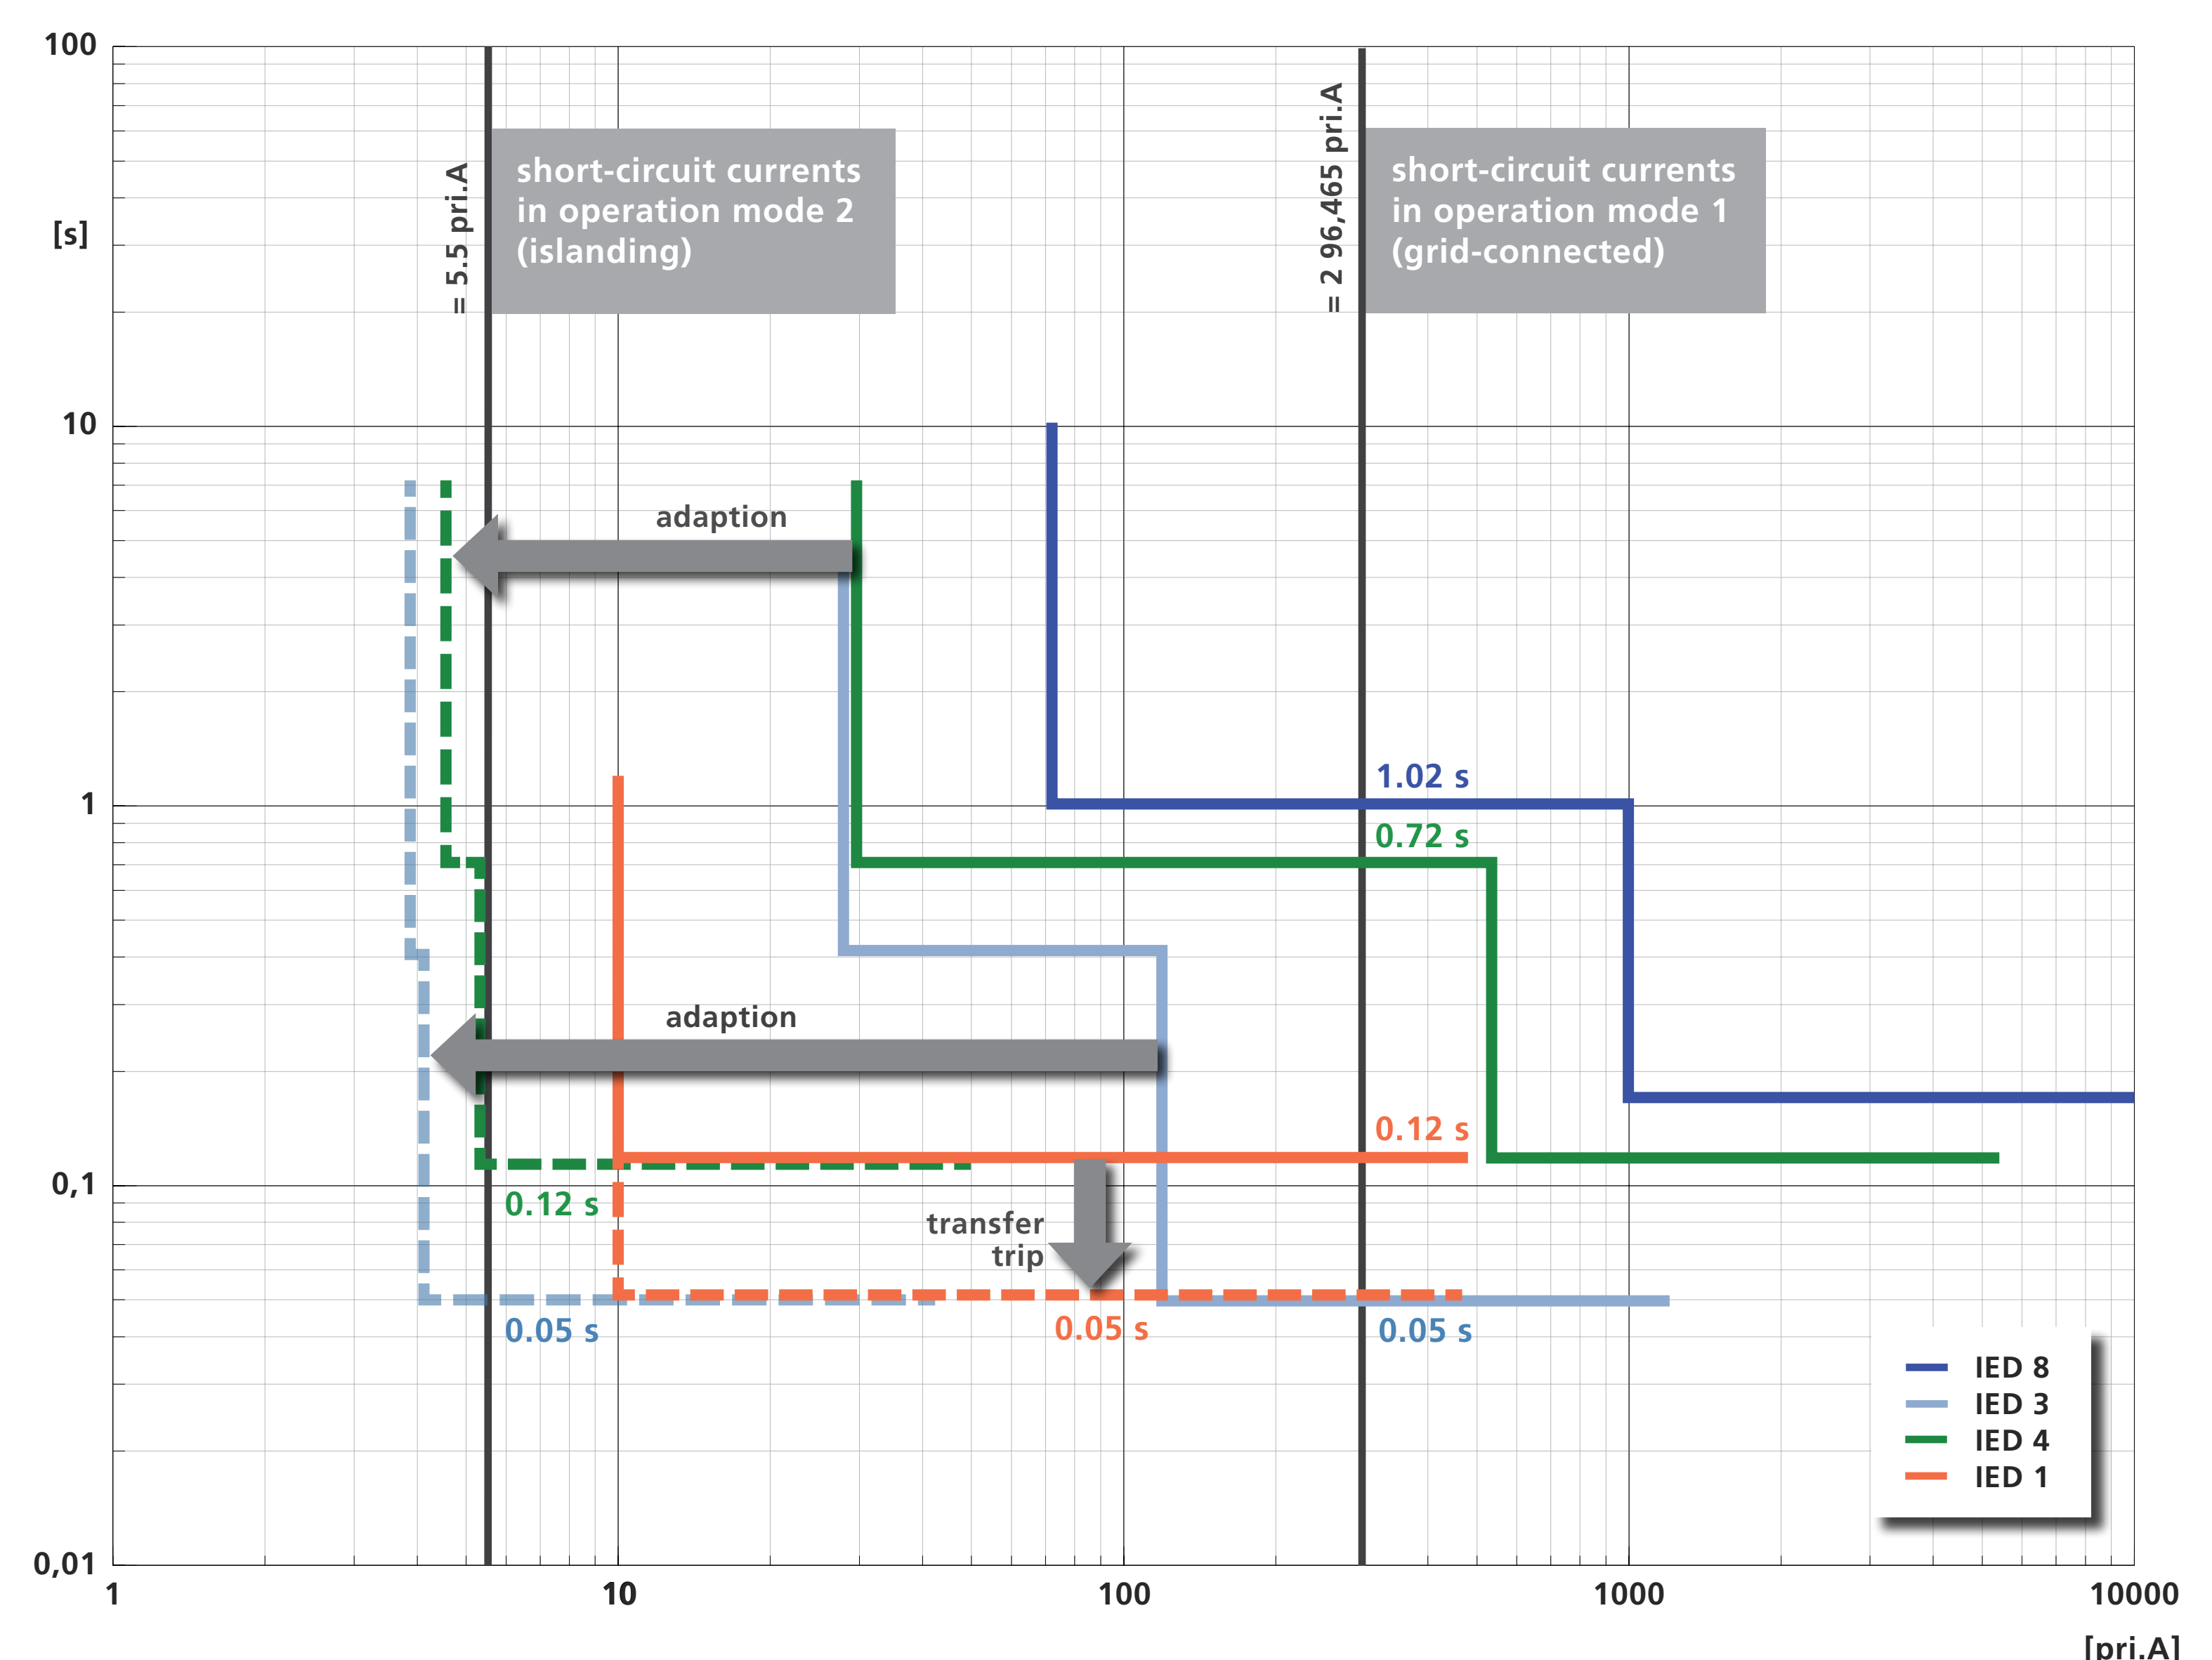 100
[s]
10
1
0,1
0,01
= 5.5 pri.A
short-circuit currents
in operation mode 2
(islanding)
= 2 96,465 pri.A
short-circuit currents
in operation mode 1
(grid-connected)
adaption
1.02 s
0.72 s
adaption
0.12 s
0.12 s
transfer
trip
0.05 s
0.05 s
0.05 s
IED 8
IED 3
IED 4
IED 1
1
10
100
1000
10000
[pri.A]